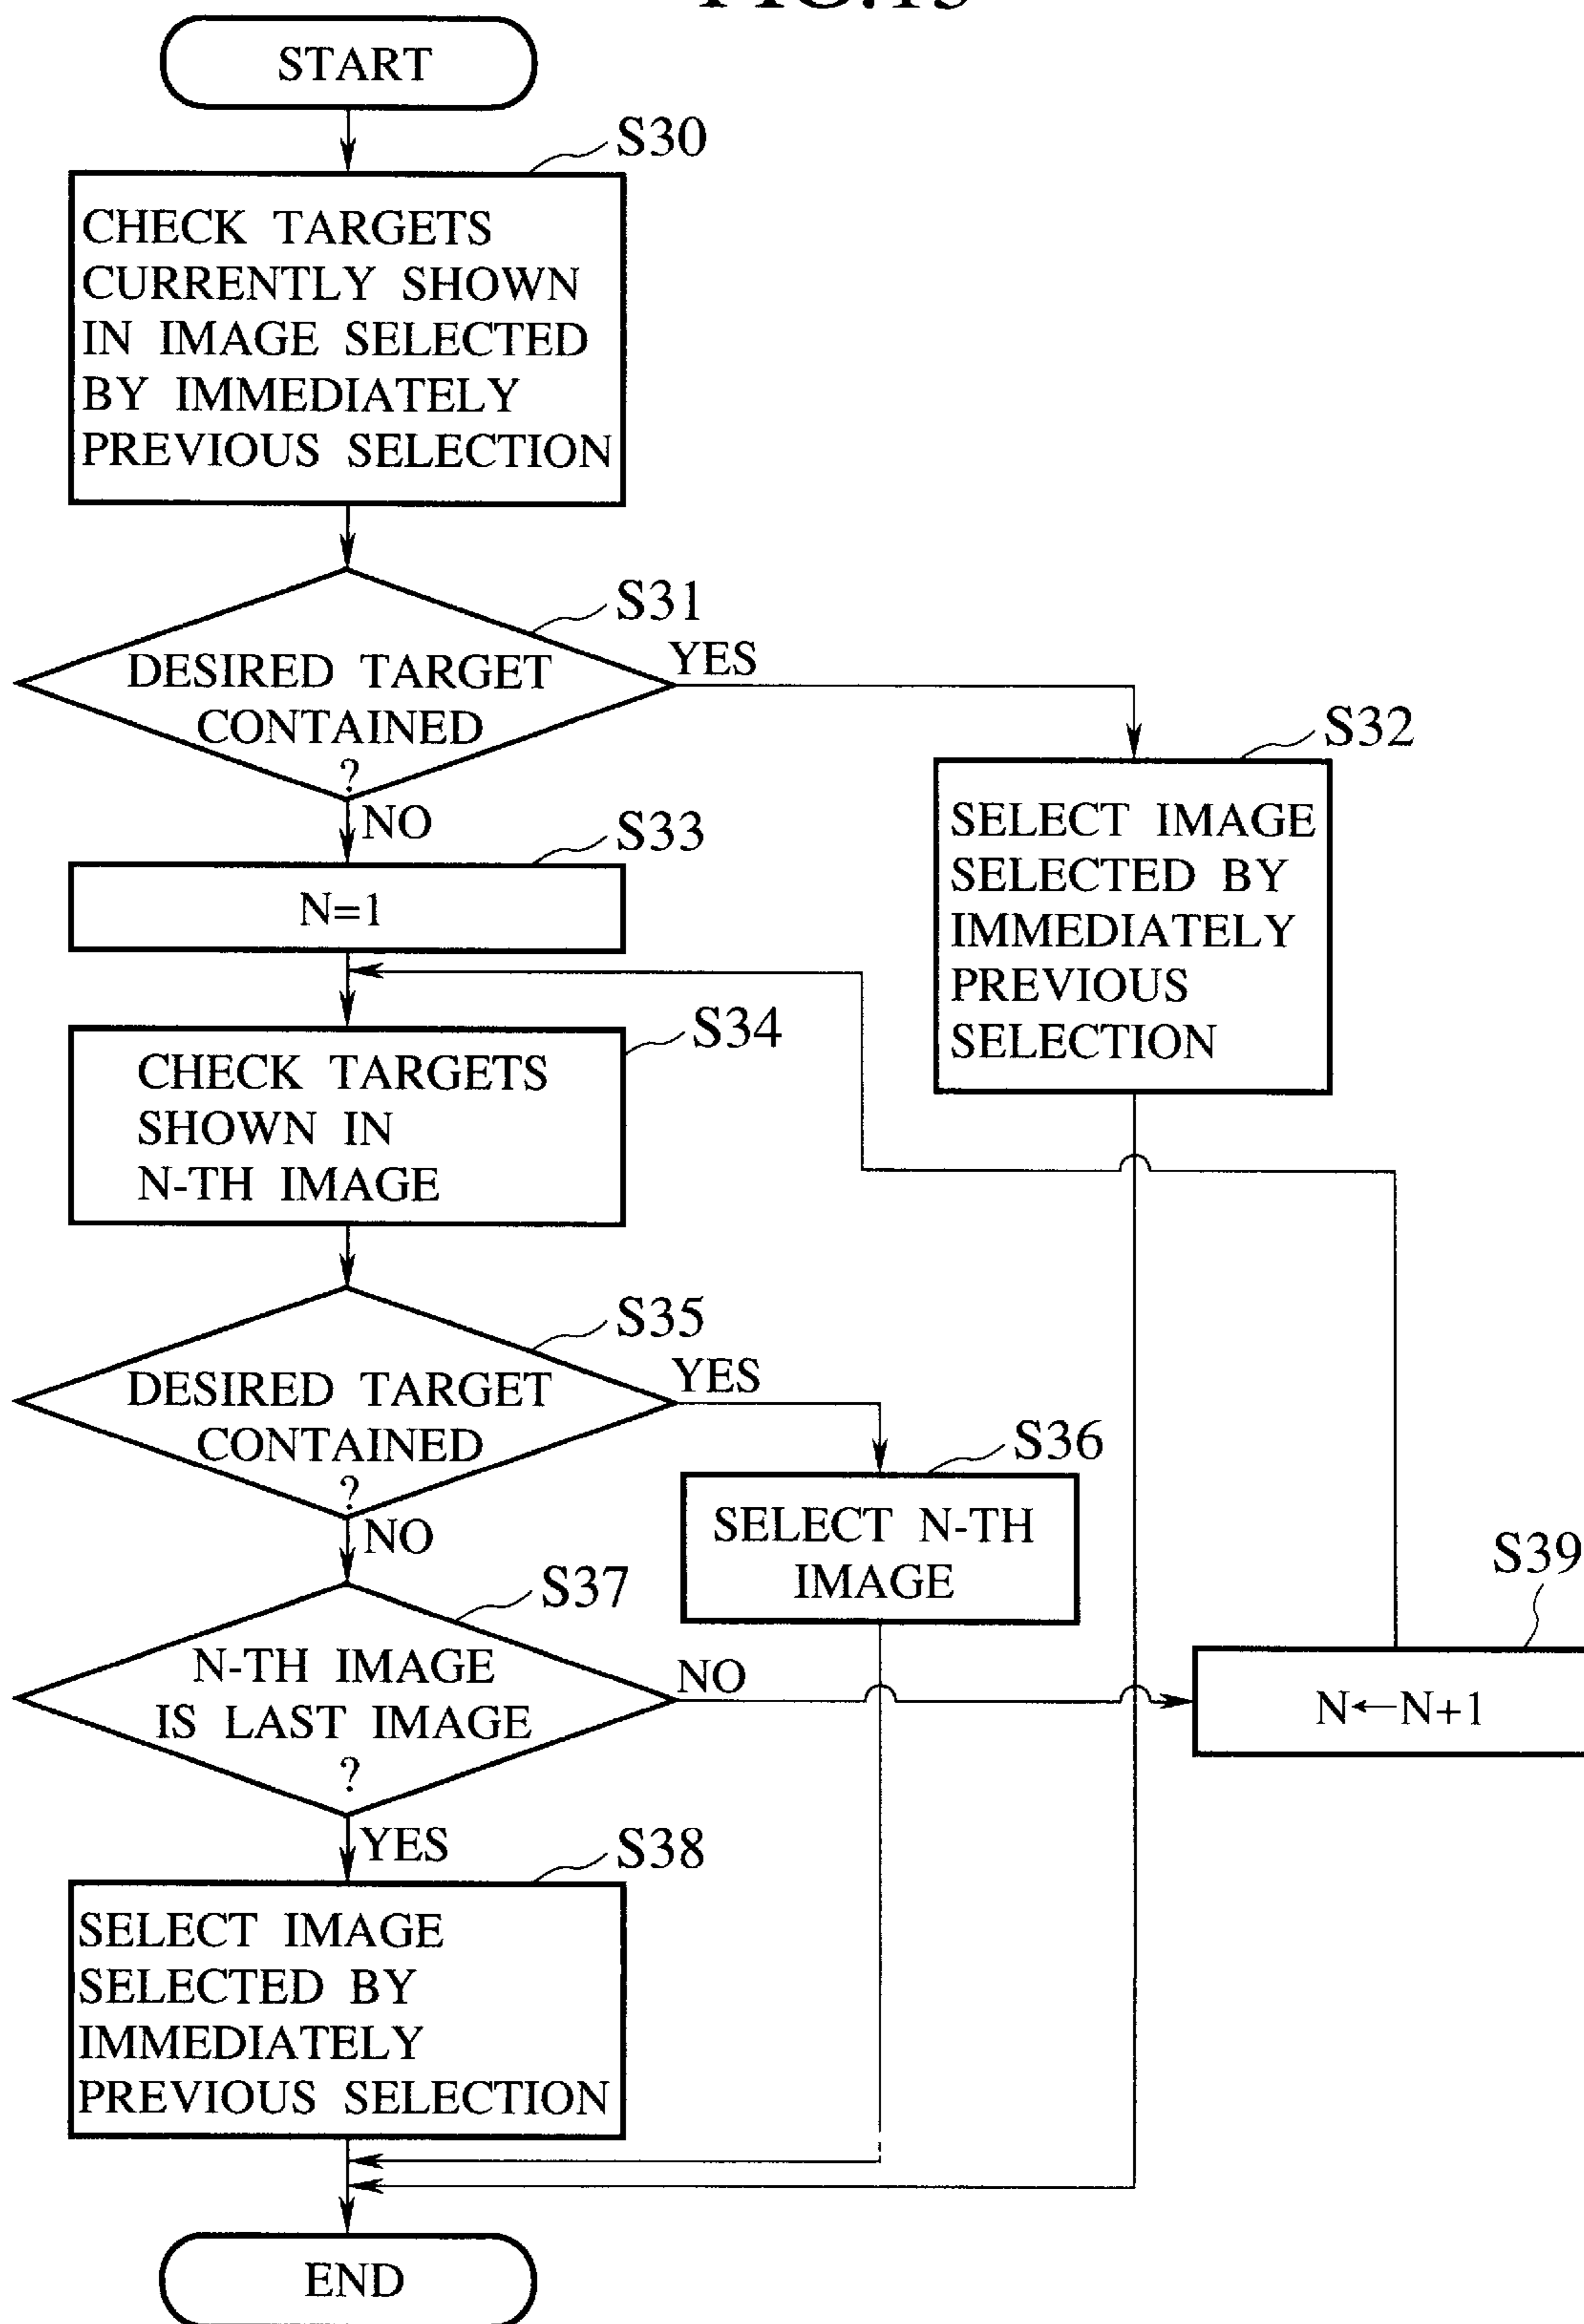 START
S30
CHECK TARGETS
CURRENTLY SHOWN
IN IMAGE SELECTED
BY IMMEDIATELY
PREVIOUS SELECTION
S31
DESIRED TARGET
CONTAINED
?
YES
NO
S32
SELECT IMAGE
SELECTED BY
IMMEDIATELY
PREVIOUS
SELECTION
S33
N=1
S34
CHECK TARGETS
SHOWN IN
N-TH IMAGE
S35
DESIRED TARGET
CONTAINED
?
YES
NO
S36
SELECT N-TH
IMAGE
S37
N-TH IMAGE
IS LAST IMAGE
?
NO
YES
S39
N←N+1
S38
SELECT IMAGE
SELECTED BY
IMMEDIATELY
PREVIOUS SELECTION
END